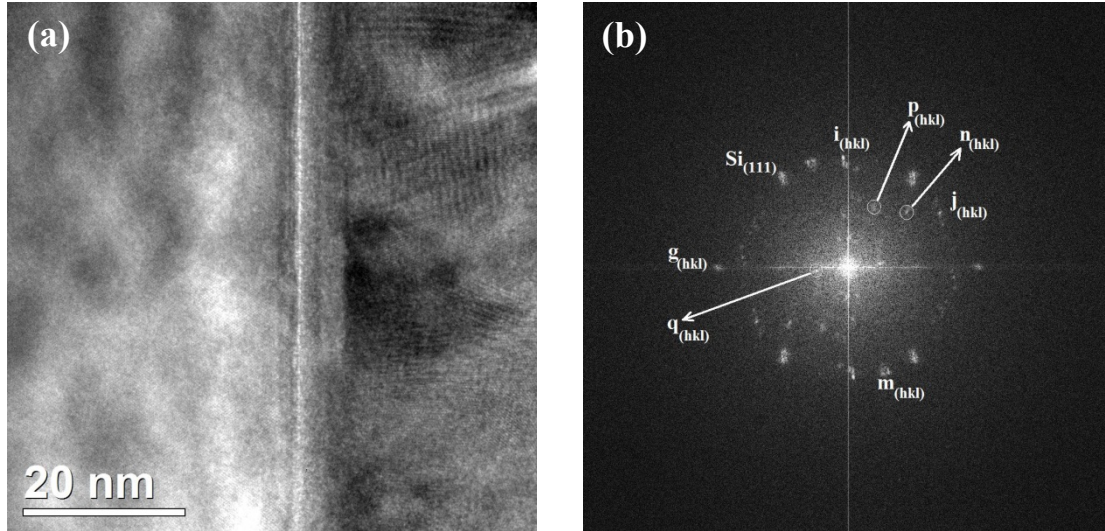 (a)
20 nm
(b)
p(hkl)
n(hkl)
i(hkl)
Si(111)
j(hkl)
g(hkl)
q(hkl)
m(hkl)